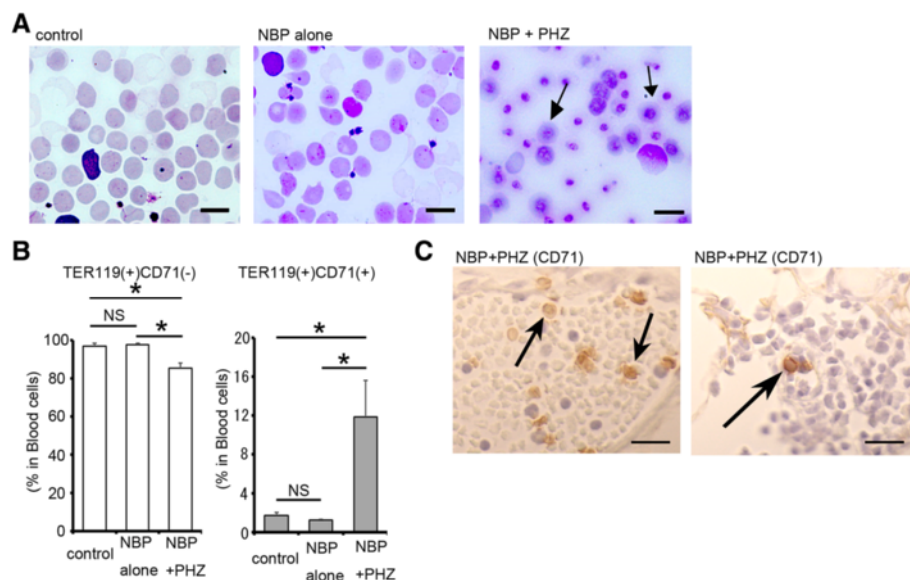 A
control
NBP alone
NBP + PHZ
B
TER119(+)CD71(-)
*
NS
*
100
80
60
40
20
0
(% in Blood cells)
control
NBP
alone
NBP
+PHZ
TER119(+)CD71(+)
*
*
NS
20
16
12
8
4
0
(% in Blood cells)
control
NBP
alone
NBP
+PHZ
C
NBP+PHZ (CD71)
NBP+PHZ (CD71)